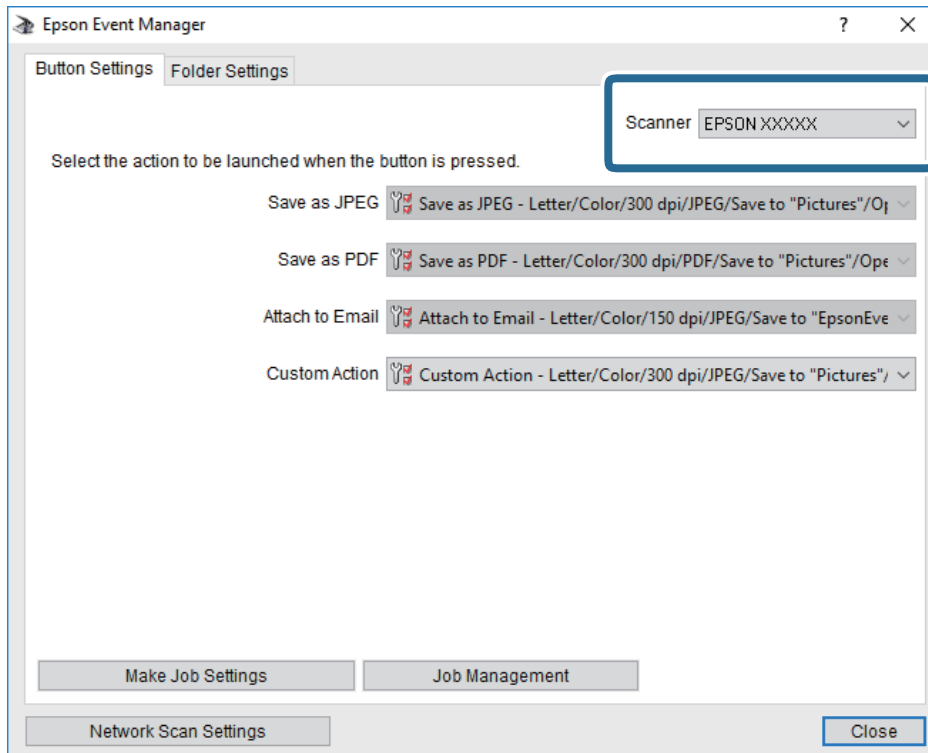 Epson Event Manager
Button Settings Folder Settings
Scanner EPSON XXXXX
Select the action to be launched when the button is pressed.
Save as JPEG Save as JPEG - Letter/Color/300 dpi/JPEG/Save to "Pictures"/Op
Save as PDF Save as PDF - Letter/Color/300 dpi/PDF/Save to "Pictures"/Ope
Attach to Email Attach to Email - Letter/Color/150 dpi/JPEG/Save to "EpsonEve
Custom Action Custom Action - Letter/Color/300 dpi/JPEG/Save to "Pictures"/
Make Job Settings Job Management
Network Scan Settings Close